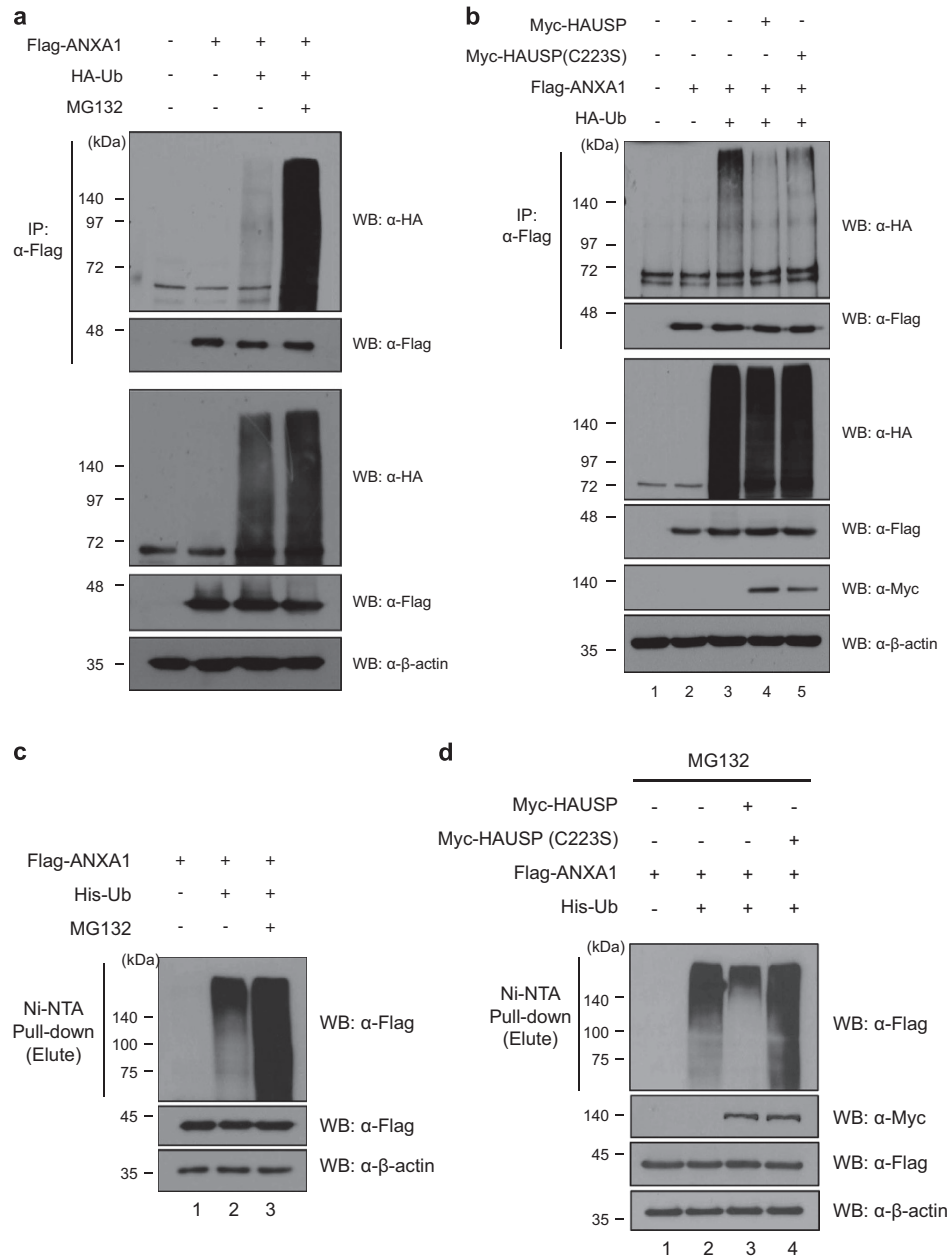 a
Flag-ANXA1 - + + +
HA-Ub - - + +
MG132 - - - +
(kDa)
140
97
72
48
IP:
α-Flag
WB: α-HA
WB: α-Flag
140
97
72
48
35
WB: α-HA
WB: α-Flag
WB: α-β-actin
b
Myc-HAUSP - - - + -
Myc-HAUSP(C223S) - - - - +
Flag-ANXA1 - + + + +
HA-Ub - - + + +
(kDa)
140
97
72
48
IP:
α-Flag
WB: α-HA
WB: α-Flag
140
97
72
48
140
35
WB: α-HA
WB: α-Flag
WB: α-Myc
WB: α-β-actin
1 2 3 4 5
c
Flag-ANXA1 + + +
His-Ub - + +
MG132 - - +
(kDa)
140
100
75
45
35
Ni-NTA
Pull-down
(Elute)
WB: α-Flag
WB: α-Flag
WB: α-β-actin
1 2 3
d
MG132
Myc-HAUSP - - + -
Myc-HAUSP (C223S) - - - +
Flag-ANXA1 + + + +
His-Ub - + + +
(kDa)
140
100
75
140
45
35
Ni-NTA
Pull-down
(Elute)
WB: α-Flag
WB: α-Myc
WB: α-Flag
WB: α-β-actin
1 2 3 4